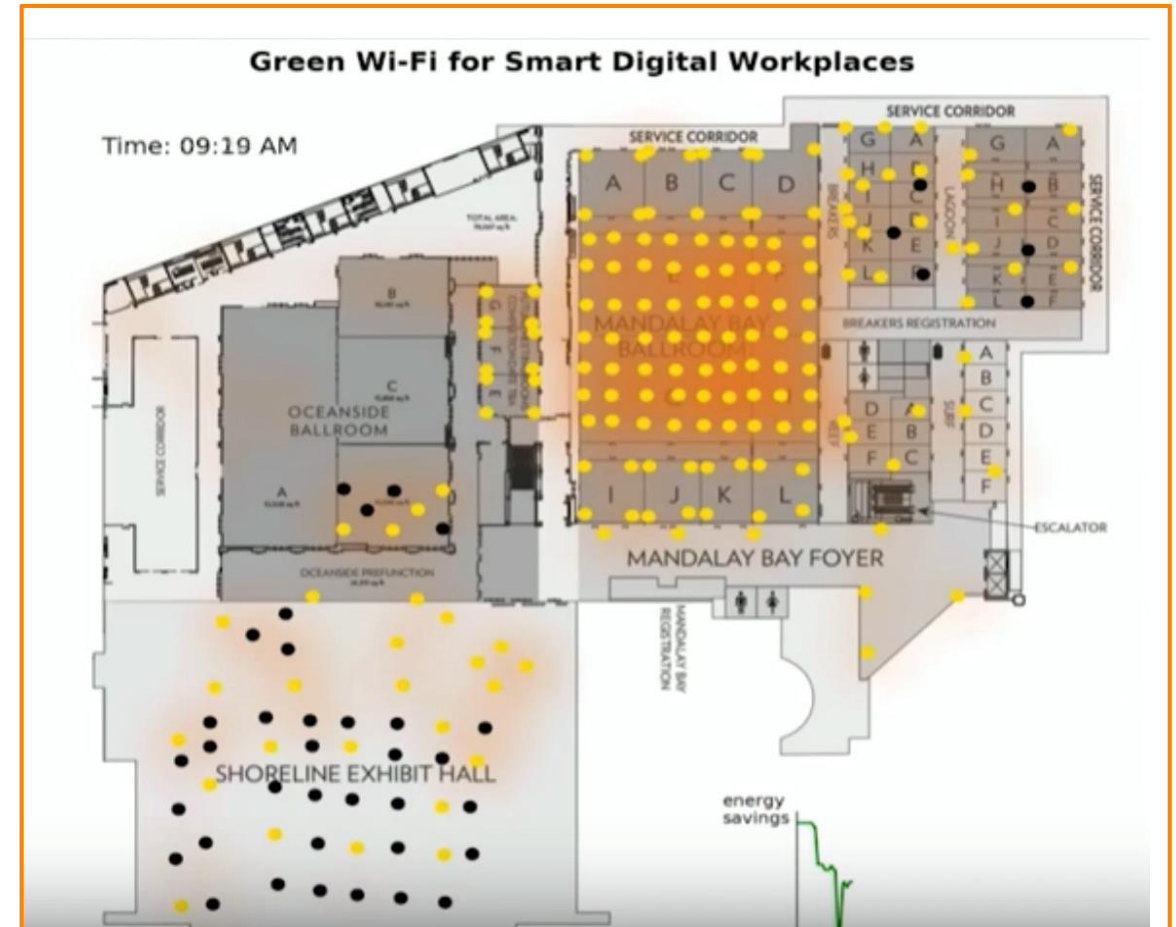 Green Wi-Fi for Smart Digital Workplaces
Time: 09:19 AM
SERVICE CORRIDOR
SERVICE CORRIDOR
SERVICE CORRIDOR
A B C D
MANDALAY BAY
BALLROOM
I J K L
BREAKERS
G A
H
I C
J
K E
L
LAGOON
G A
H B
I C
J D
K E
L F
BREAKERS REGISTRATION
REEF
D A
E B
F C
SURF
A
B
C
D
E
F
ESCALATOR
TOTAL AREA:
B
C
OCEANSIDE
BALLROOM
A
G
F
E
SERVICE CORRIDOR
OCEANSIDE PREFUNCTION
MANDALAY BAY FOYER
MANDALAY BAY
REGISTRATION
SHORELINE EXHIBIT HALL
energy
savings